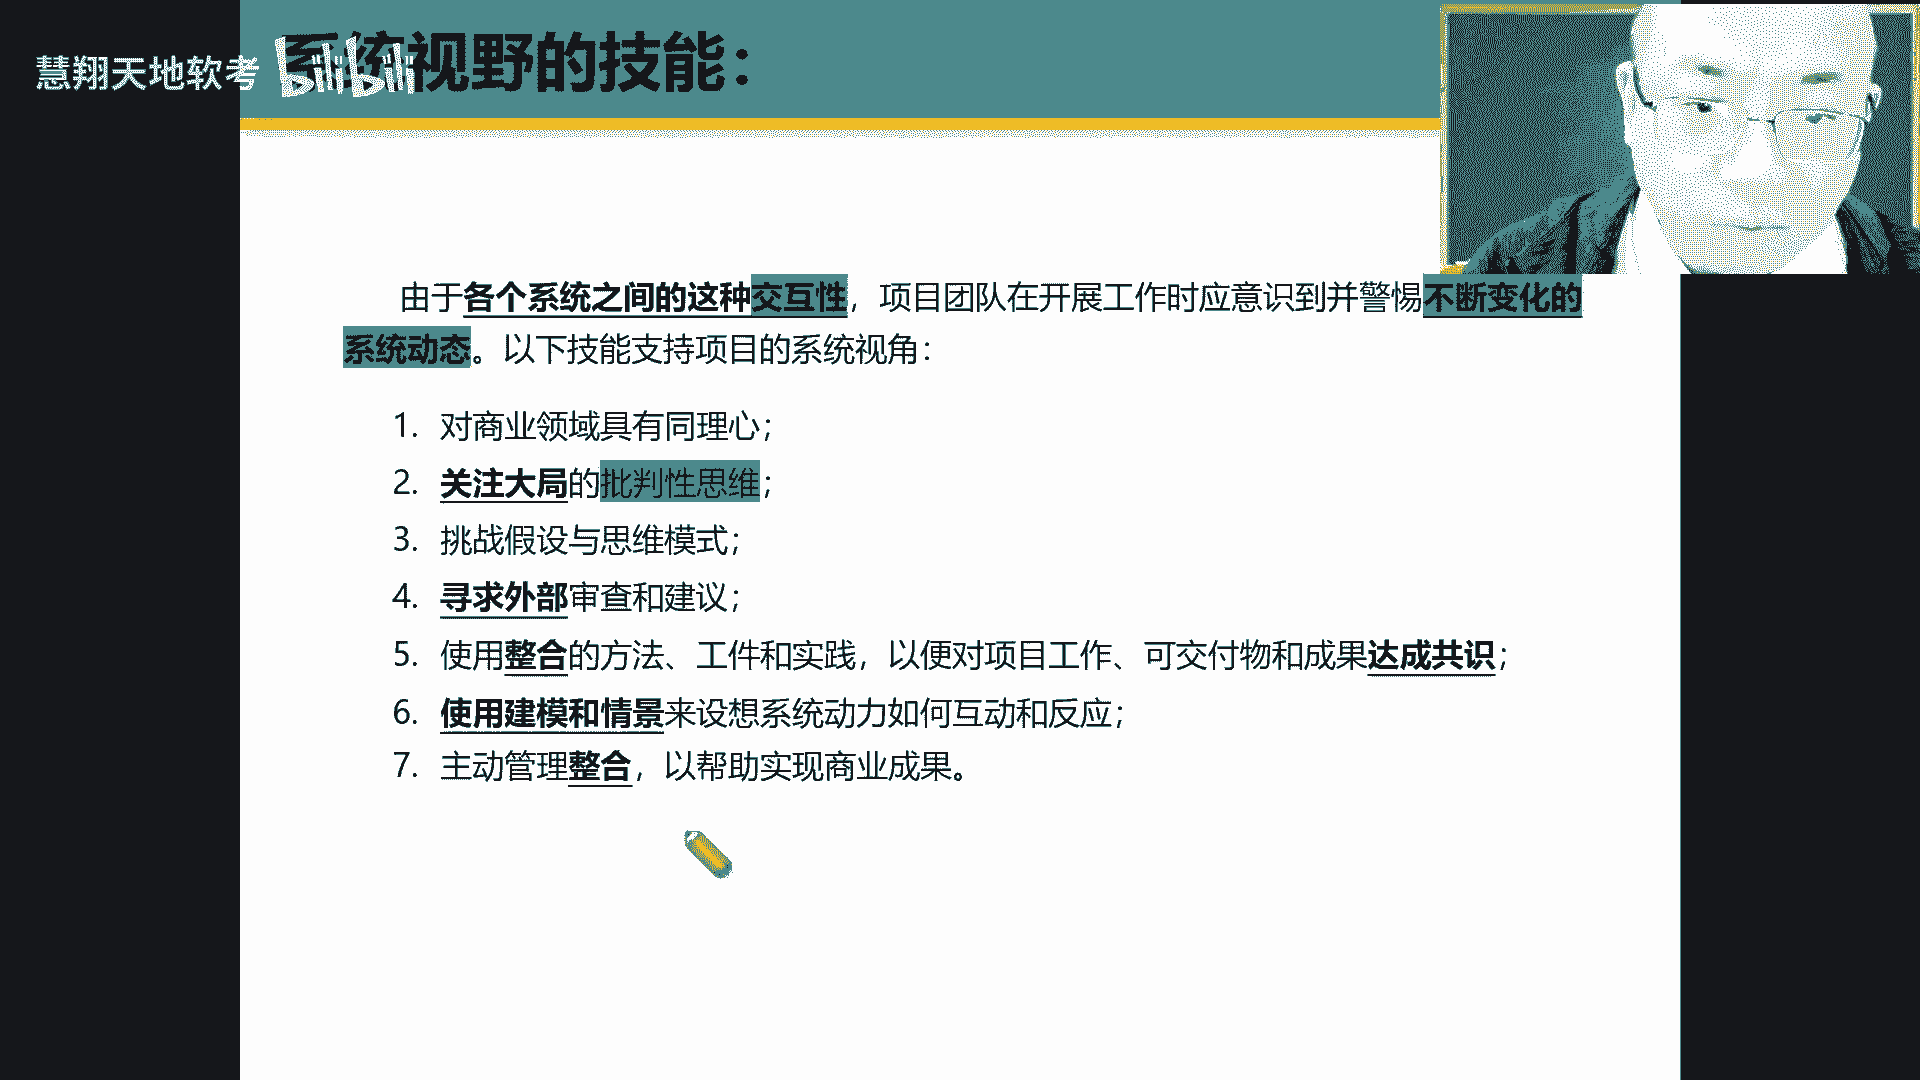 系统视野的技能：
慧翔天地软考
bilibili
由于各个系统之间的这种交互性，项目团队在开展工作时应意识到并警惕不断变化的
系统动态。以下技能支持项目的系统视角：
1. 对商业领域具有同理心；
2. 关注大局的批判性思维；
3. 挑战假设与思维模式；
4. 寻求外部审查和建议；
5. 使用整合的方法、工件和实践，以便对项目工作、可交付物和成果达成共识；
6. 使用建模和情景来设想系统动力如何互动和反应；
7. 主动管理整合，以帮助实现商业成果。